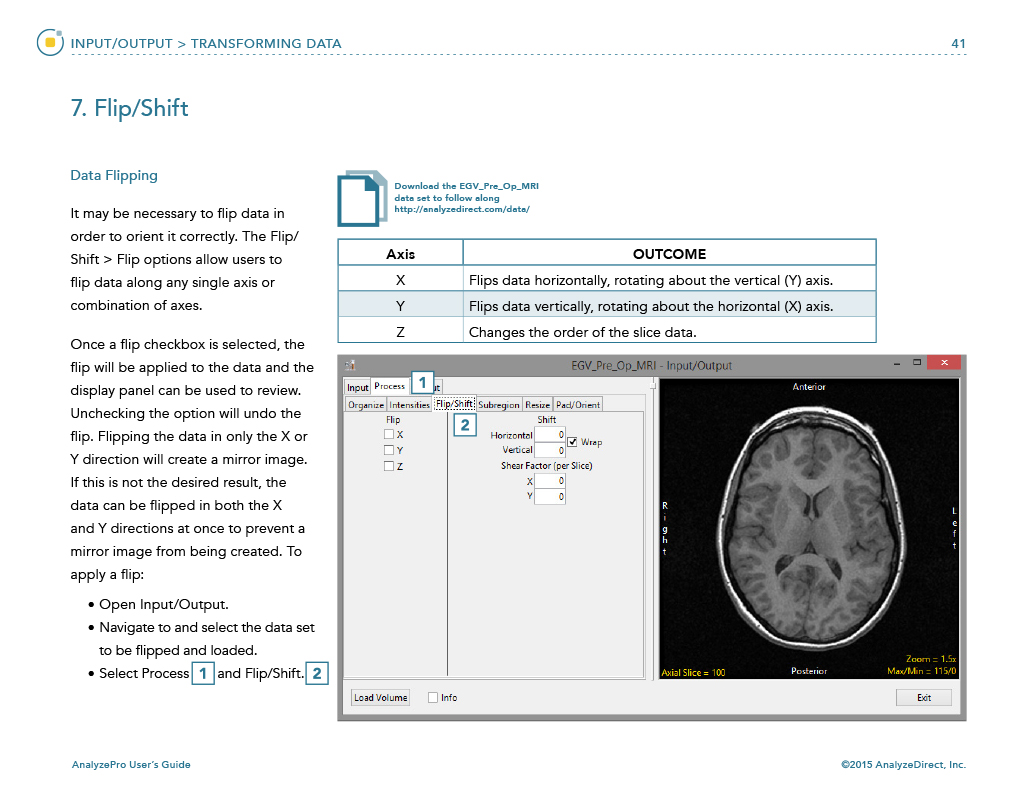 INPUT/OUTPUT > TRANSFORMING DATA
41
7. Flip/Shift
Data Flipping
It may be necessary to flip data in
order to orient it correctly. The Flip/
Shift > Flip options allow users to
flip data along any single axis or
combination of axes.
Once a flip checkbox is selected, the
flip will be applied to the data and the
display panel can be used to review.
Unchecking the option will undo the
flip. Flipping the data in only the X or
Y direction will create a mirror image.
If this is not the desired result, the
data can be flipped in both the X
and Y directions at once to prevent a
mirror image from being created. To
apply a flip:
• Open Input/Output.
• Navigate to and select the data set
to be flipped and loaded.
• Select Process 1 and Flip/Shift. 2
Download the EGV_Pre_Op_MRI
data set to follow along
http://analyzedirect.com/data/
Axis OUTCOME
X Flips data horizontally, rotating about the vertical (Y) axis.
Y Flips data vertically, rotating about the horizontal (X) axis.
Z Changes the order of the slice data.
EGV_Pre_Op_MRI - Input/Output
Input Process 1 ut
Organize Intensities Flip/Shift Subregion Resize Pad/Orient
2
Flip
X
Y
Z
Shift
Horizontal 0
Wrap
Vertical 0
Shear Factor (per Slice)
X 0
Y 0
Anterior
Right
Left
Posterior
Axial Slice = 100
Zoom = 1.5x
Max/Min = 115/0
Load Volume Info Exit
AnalyzePro User's Guide
©2015 AnalyzeDirect, Inc.